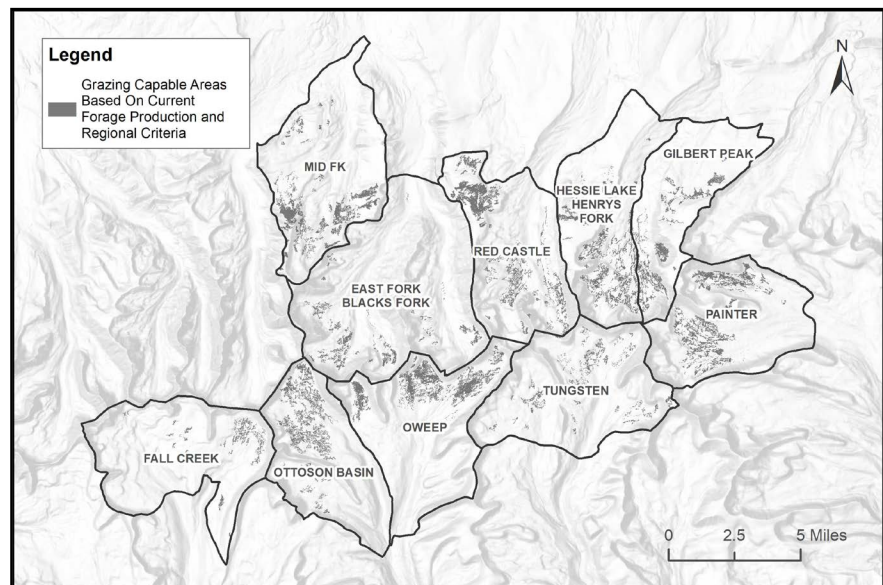 Legend
Grazing Capable Areas
Based On Current
Forage Production and
Regional Criteria
N
MID FK
GILBERT PEAK
HESSIE LAKE
HENRYS
FORK
RED CASTLE
EAST FORK
BLACKS FORK
PAINTER
TUNGSTEN
OWEEP
FALL CREEK
OTTOSON BASIN
0 2.5 5 Miles